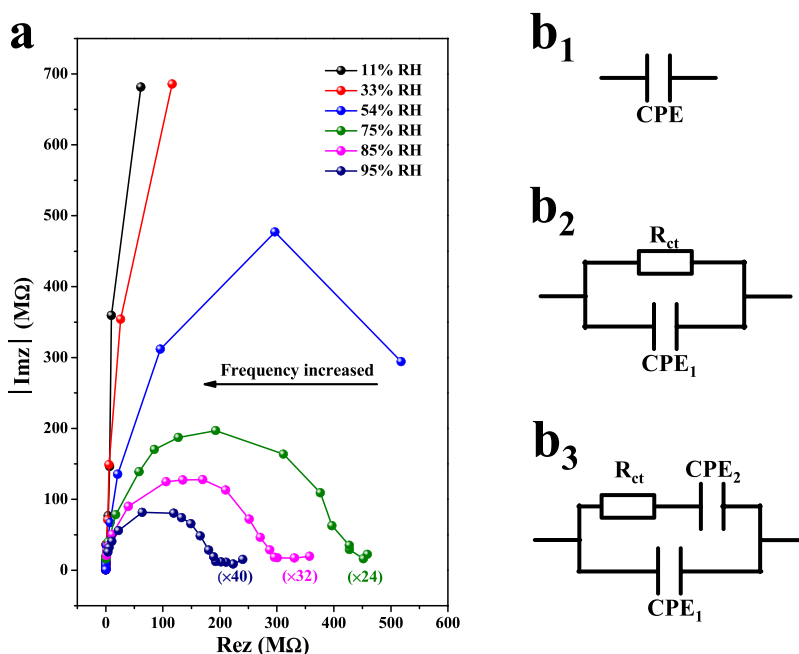 a
|Imz| (MΩ)
700
600
500
400
300
200
100
0
0 100 200 300 400 500 600
Rez (MΩ)
11% RH
33% RH
54% RH
75% RH
85% RH
95% RH
Frequency increased
(×40) (×32) (×24)
b1
CPE
b2
Rct
CPE1
b3
Rct CPE2
CPE1